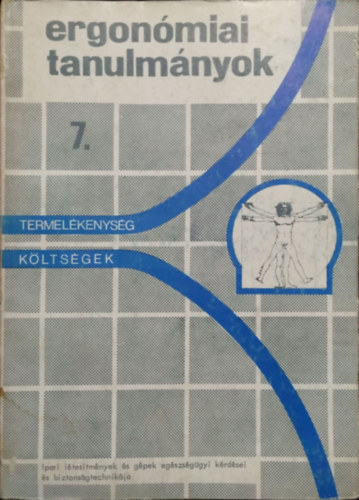 ergonómiai
tanulmányok
7.
TERMELÉKENYSÉG
KÖLTSÉGEK
Ipari létesítmények és gépek egészségügyi kérdései
és biztonságtechnikája